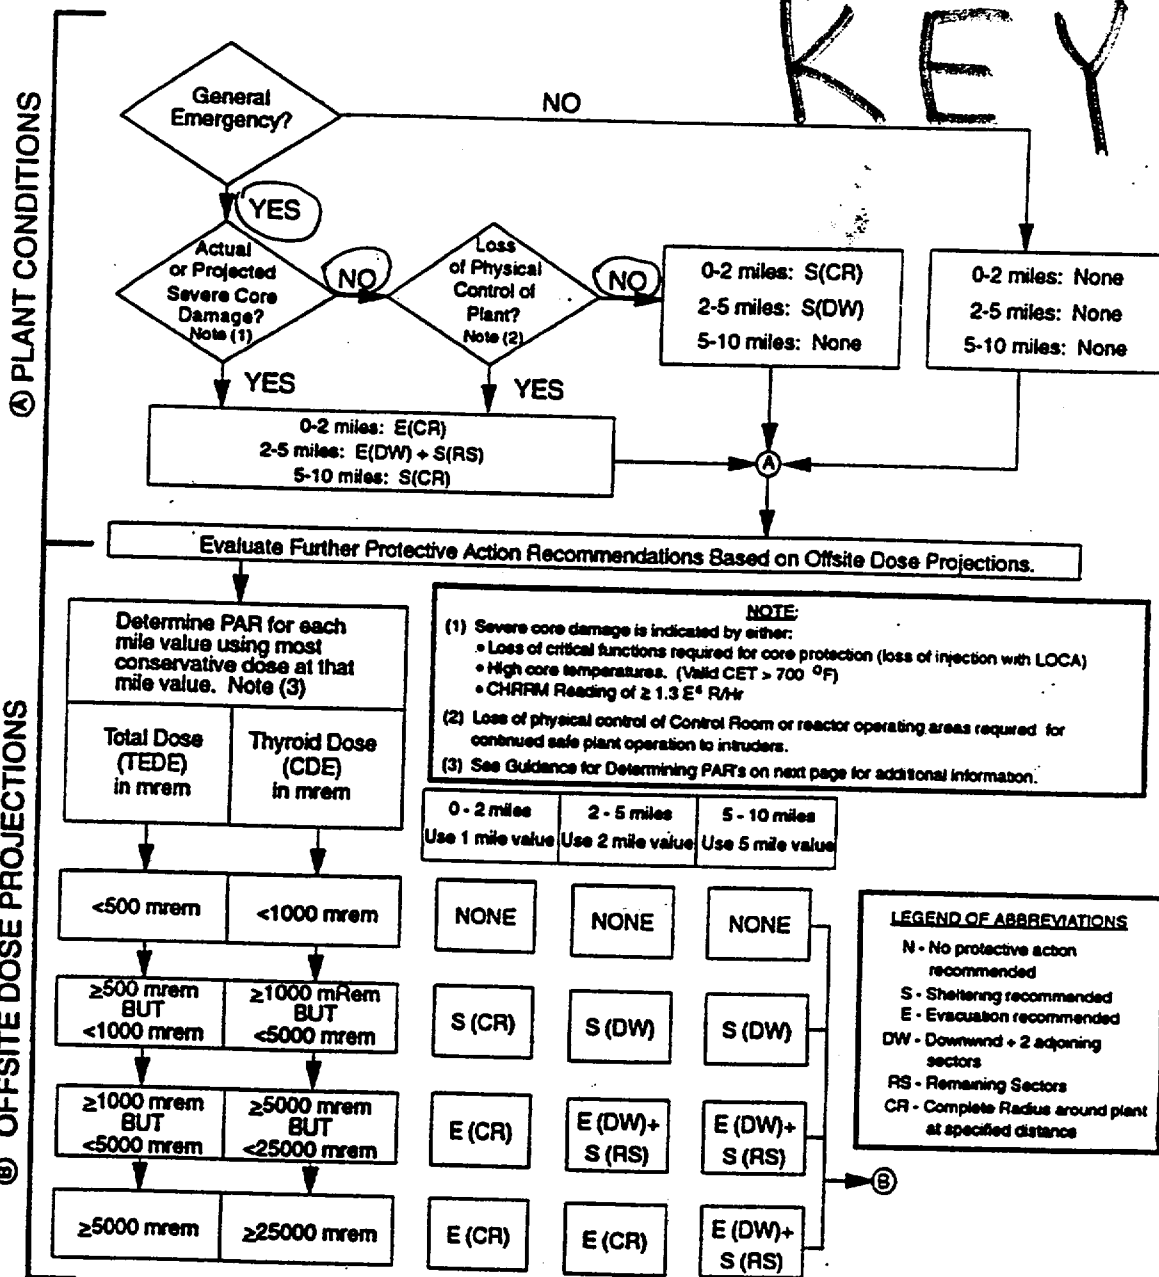 KEY
Ⓐ PLANT CONDITIONS
General
Emergency?
NO
YES
Actual
or Projected
Severe Core
Damage?
Note (1)
NO
Loss
of Physical
Control of
Plant?
Note (2)
NO
0-2 miles: S(CR)
2-5 miles: S(DW)
5-10 miles: None
0-2 miles: None
2-5 miles: None
5-10 miles: None
YES
YES
0-2 miles: E(CR)
2-5 miles: E(DW) + S(RS)
5-10 miles: S(CR)
A
Evaluate Further Protective Action Recommendations Based on Offsite Dose Projections.
Ⓑ OFFSITE DOSE PROJECTIONS
Determine PAR for each
mile value using most
conservative dose at that
mile value. Note (3)
Total Dose
(TEDE)
in mrem
Thyroid Dose
(CDE)
in mrem
NOTE:
(1) Severe core damage is indicated by either:
• Loss of critical functions required for core protection (loss of injection with LOCA)
• High core temperatures. (Valid CET > 700 °F)
• CHRRM Reading of ≥ 1.3 E⁴ R/Hr
(2) Loss of physical control of Control Room or reactor operating areas required for
continued safe plant operation to intruders.
(3) See Guidance for Determining PAR's on next page for additional information.
0 - 2 miles
Use 1 mile value
2 - 5 miles
Use 2 mile value
5 - 10 miles
Use 5 mile value
<500 mrem
<1000 mrem
NONE
NONE
NONE
≥500 mrem
BUT
<1000 mrem
≥1000 mRem
BUT
<5000 mrem
S (CR)
S (DW)
S (DW)
≥1000 mrem
BUT
<5000 mrem
≥5000 mrem
BUT
<25000 mrem
E (CR)
E (DW)+
S (RS)
E (DW)+
S (RS)
≥5000 mrem
≥25000 mrem
E (CR)
E (CR)
E (DW)+
S (RS)
B
LEGEND OF ABBREVIATIONS
N - No protective action
recommended
S - Sheltering recommended
E - Evacuation recommended
DW - Downwind + 2 adjoining
sectors
RS - Remaining Sectors
CR - Complete Radius around plant
at specified distance